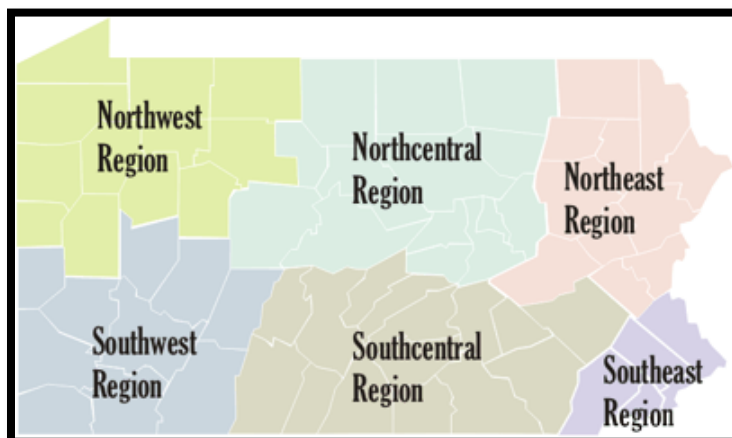 Northwest
Region
Northcentral
Region
Northeast
Region
Southwest
Region
Southcentral
Region
Southeast
Region